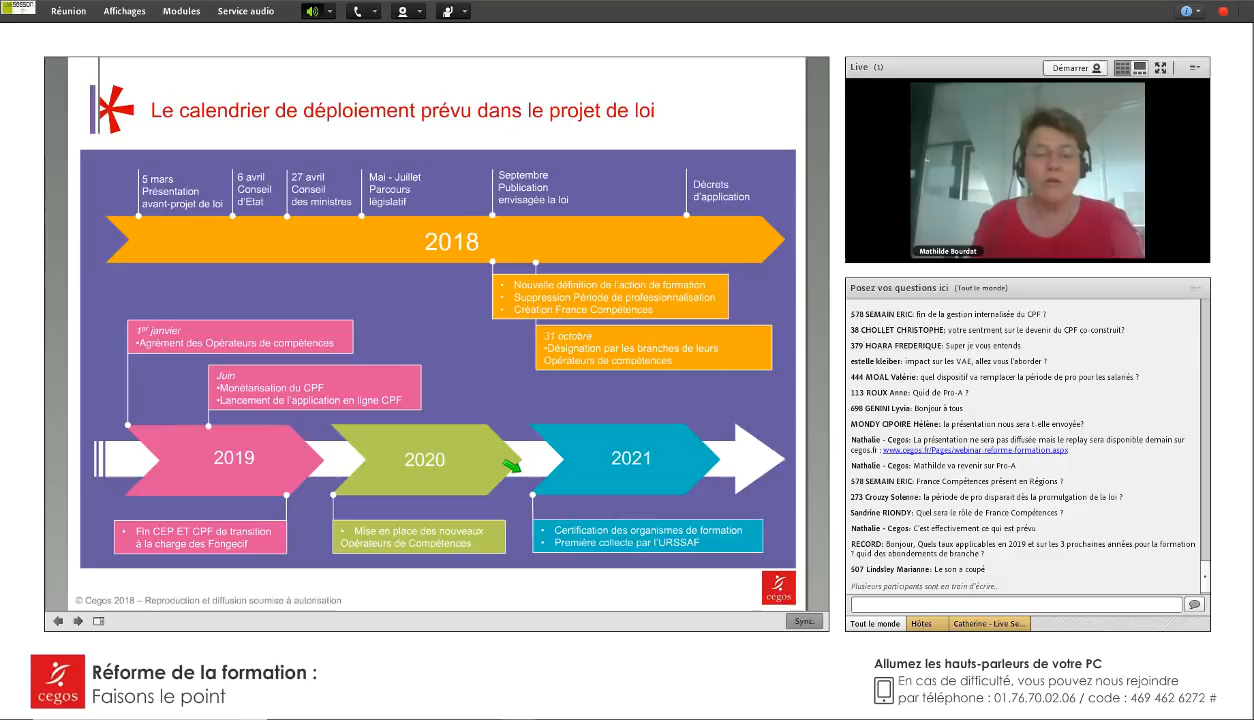 Réunion Affichages Modules Service audio
Le calendrier de déploiement prévu dans le projet de loi
5 mars
Présentation
avant-projet de loi
6 avril
Conseil
d'Etat
27 avril
Conseil
des ministres
Mai - Juillet
Parcours
législatif
Septembre
Publication
envisagée la loi
Décrets
d'application
2018
• Nouvelle définition de l'action de formation
• Suppression Période de professionnalisation
• Création France Compétences
31 octobre
•Désignation par les branches de leurs
Opérateurs de compétences
1er janvier
•Agrément des Opérateurs de compétences
Juin
•Monétarisation du CPF
•Lancement de l'application en ligne CPF
2019
2020
2021
• Fin CEP ET CPF de transition
à la charge des Fongecif
• Mise en place des nouveaux
Opérateurs de Compétences
• Certification des organismes de formation
• Première collecte par l'URSSAF
cegos
© Cegos 2018 – Reproduction et diffusion soumise à autorisation
Sync.
Live (1)
Démarrer
Mathilde Bourdat
Posez vos questions ici (Tout le monde)
578 SEMAIN ERIC: fin de la gestion internalisée du CPF ?
38 CHOLLET CHRISTOPHE: votre sentment sur le devenir du CPF co-construit?
379 HOARA FREDERIQUE: Super je vous entends
estelle kleiber: impact sur les VAE, allez vous l'aborder ?
444 MOAL Valérie: quel dispositif va remplacer la période de pro pour les salariés ?
113 ROUX Anne: Quid de Pro-A ?
698 GENINI Lyvia: Bonjour à tous
MONDY CIPOIRE Hélène: la présentation nous sera t-elle envoyée?
Nathalie - Cegos: La présentation ne sera pas diffusée mais le replay sera disponible demain sur
cegos.fr : www.cegos.fr/Pages/webinar-reforme-formation.aspx
Nathalie - Cegos: Mathilde va revenir sur Pro-A
578 SEMAIN ERIC: France Compétences présent en Régions ?
273 Crouzy Solenne: la période de pro disparait dès la promulgation de la loi ?
Sandrine RIONDY: Quel sera le rôle de France Compétences ?
Nathalie - Cegos: C'est effectivement ce qui est prévu
RECORD: Bonjour, Quels taux applicables en 2019 et sur les 3 prochaines années pour la formation
? quid des abondements de branche ?
507 Lindsley Marianne: Le son a coupé
Plusieurs participants sont en train d'écrire...
Tout le monde Hôtes Catherine - Live Se...
cegos
Réforme de la formation :
Faisons le point
Allumez les hauts-parleurs de votre PC
En cas de difficulté, vous pouvez nous rejoindre
par téléphone : 01.76.70.02.06 / code : 469 462 6272 #